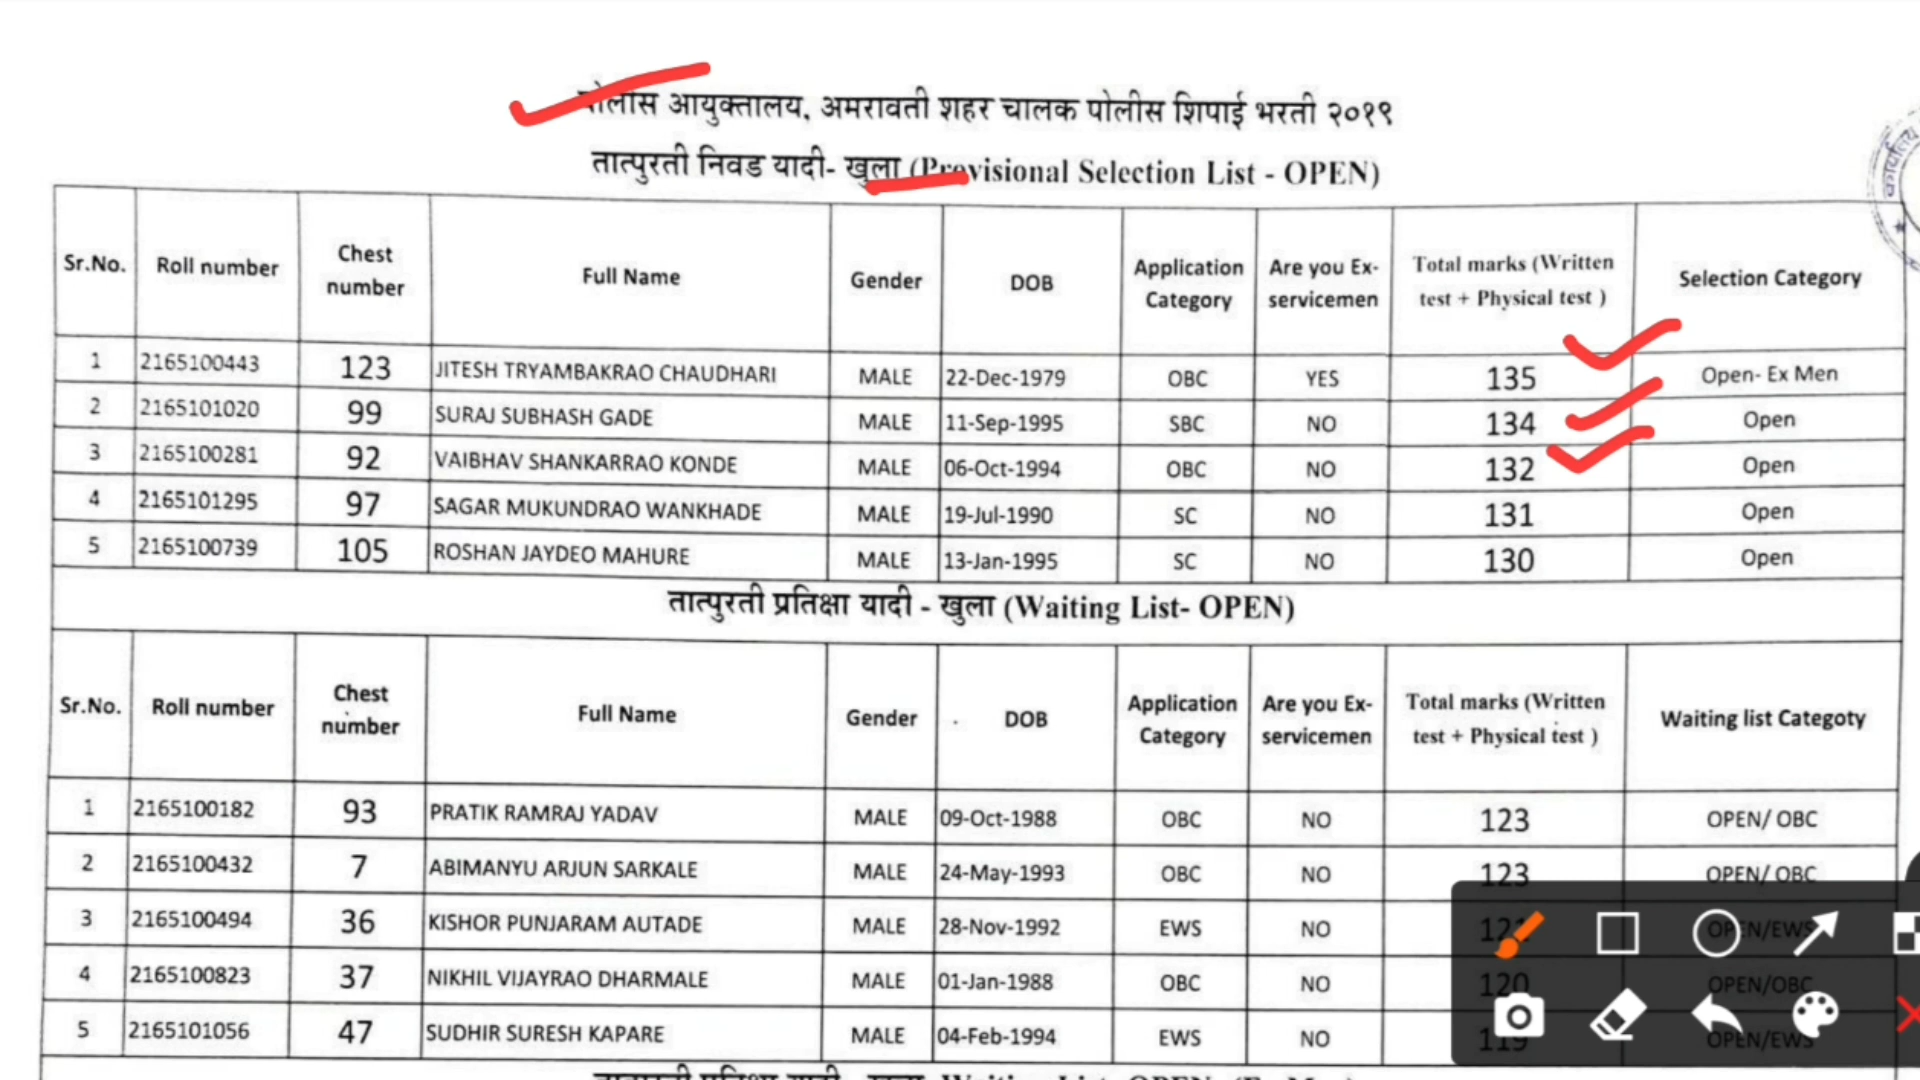 पोलीस आयुक्तालय, अमरावती शहर चालक पोलीस शिपाई भरती २०१९
तात्पुरती निवड यादी- खुला (Provisional Selection List - OPEN)
Sr.No. Roll number Chest number Full Name Gender DOB Application Category Are you Ex-servicemen Total marks (Written test + Physical test ) Selection Category
1 2165100443 123 JITESH TRYAMBAKRAO CHAUDHARI MALE 22-Dec-1979 OBC YES 135 Open- Ex Men
2 2165101020 99 SURAJ SUBHASH GADE MALE 11-Sep-1995 SBC NO 134 Open
3 2165100281 92 VAIBHAV SHANKARRAO KONDE MALE 06-Oct-1994 OBC NO 132 Open
4 2165101295 97 SAGAR MUKUNDRAO WANKHADE MALE 19-Jul-1990 SC NO 131 Open
5 2165100739 105 ROSHAN JAYDEO MAHURE MALE 13-Jan-1995 SC NO 130 Open
तात्पुरती प्रतिक्षा यादी - खुला (Waiting List- OPEN)
Sr.No. Roll number Chest number Full Name Gender DOB Application Category Are you Ex-servicemen Total marks (Written test + Physical test ) Waiting list Categoty
1 2165100182 93 PRATIK RAMRAJ YADAV MALE 09-Oct-1988 OBC NO 123 OPEN/ OBC
2 2165100432 7 ABIMANYU ARJUN SARKALE MALE 24-May-1993 OBC NO 123 OPEN/ OBC
3 2165100494 36 KISHOR PUNJARAM AUTADE MALE 28-Nov-1992 EWS NO OPEN/EWS
4 2165100823 37 NIKHIL VIJAYRAO DHARMALE MALE 01-Jan-1988 OBC NO 120 OPEN/OBC
5 2165101056 47 SUDHIR SURESH KAPARE MALE 04-Feb-1994 EWS NO 119 OPEN/EWS